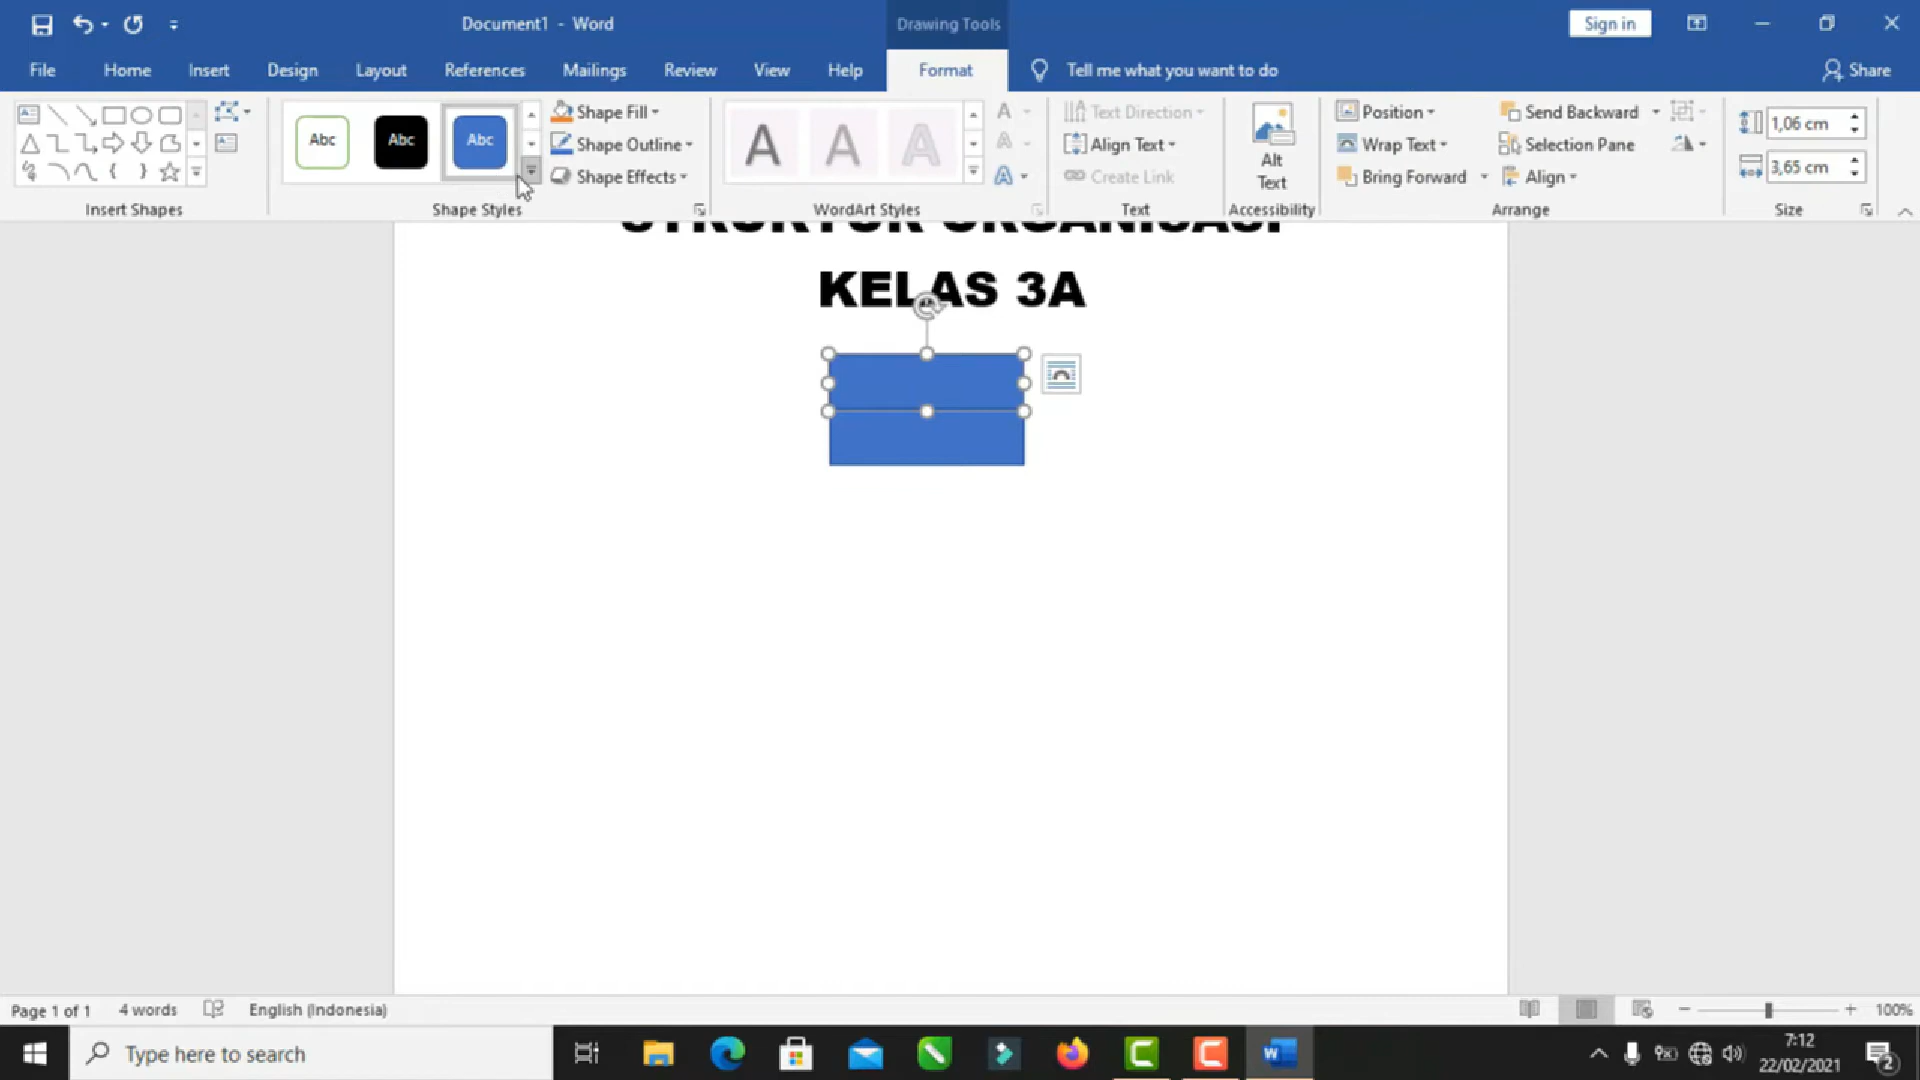 Document1 - Word
Drawing Tools
Sign in
File
Home
Insert
Design
Layout
References
Mailings
Review
View
Help
Format
Tell me what you want to do
Share
Abc
Abc
Abc
Shape Fill
Shape Outline
Shape Effects
A
A
A
A
A
A
Text Direction
Align Text
Create Link
Alt
Text
Position
Wrap Text
Bring Forward
Send Backward
Selection Pane
Align
1,06 cm
3,65 cm
Insert Shapes
Shape Styles
WordArt Styles
Text
Accessibility
Arrange
Size
STRUKTUR ORGANISASI
KELAS 3A
Page 1 of 1
4 words
English (Indonesia)
100%
Type here to search
7:12
22/02/2021
2